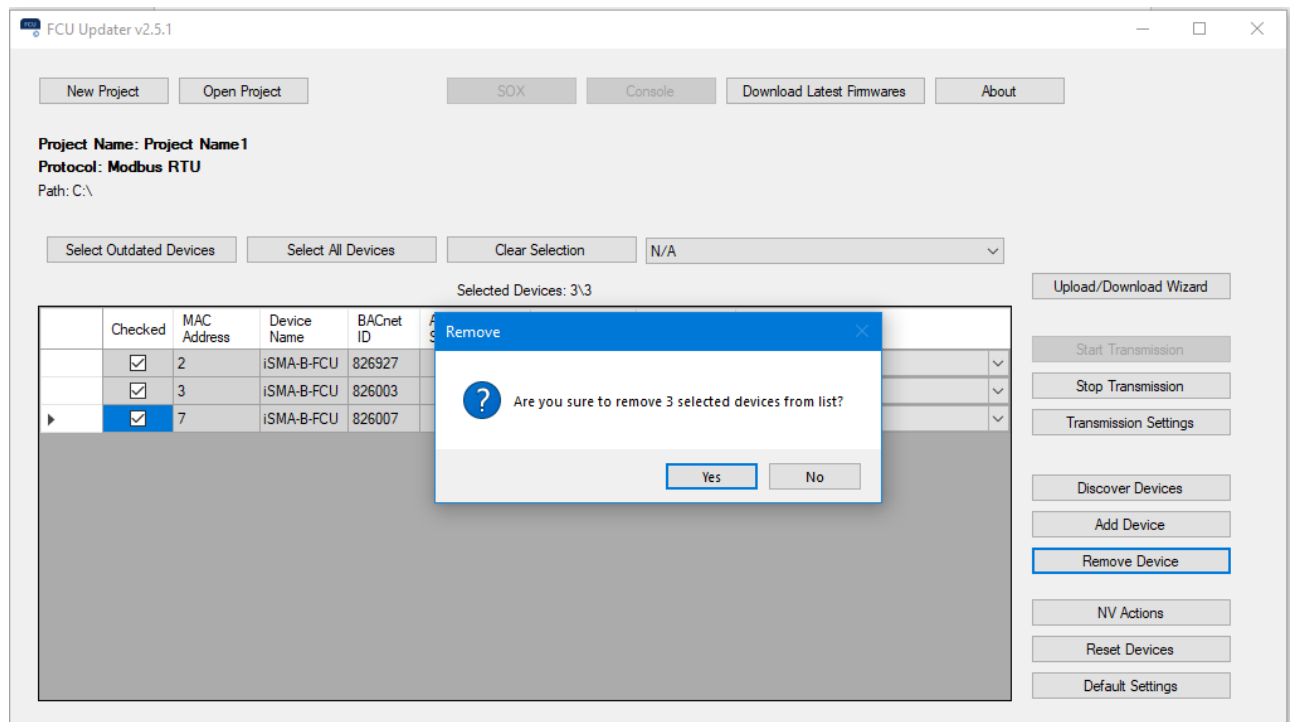 FCU
FCU Updater v2.5.1
New Project Open Project SOX Console Download Latest Firmwares About
Project Name: Project Name1
Protocol: Modbus RTU
Path: C:\
Select Outdated Devices Select All Devices Clear Selection N/A
Selected Devices: 3\3
Upload/Download Wizard
Checked MAC Address Device Name BACnet ID
2 iSMA-B-FCU 826927
3 iSMA-B-FCU 826003
7 iSMA-B-FCU 826007
Remove
Are you sure to remove 3 selected devices from list?
Yes No
Start Transmission
Stop Transmission
Transmission Settings
Discover Devices
Add Device
Remove Device
NV Actions
Reset Devices
Default Settings